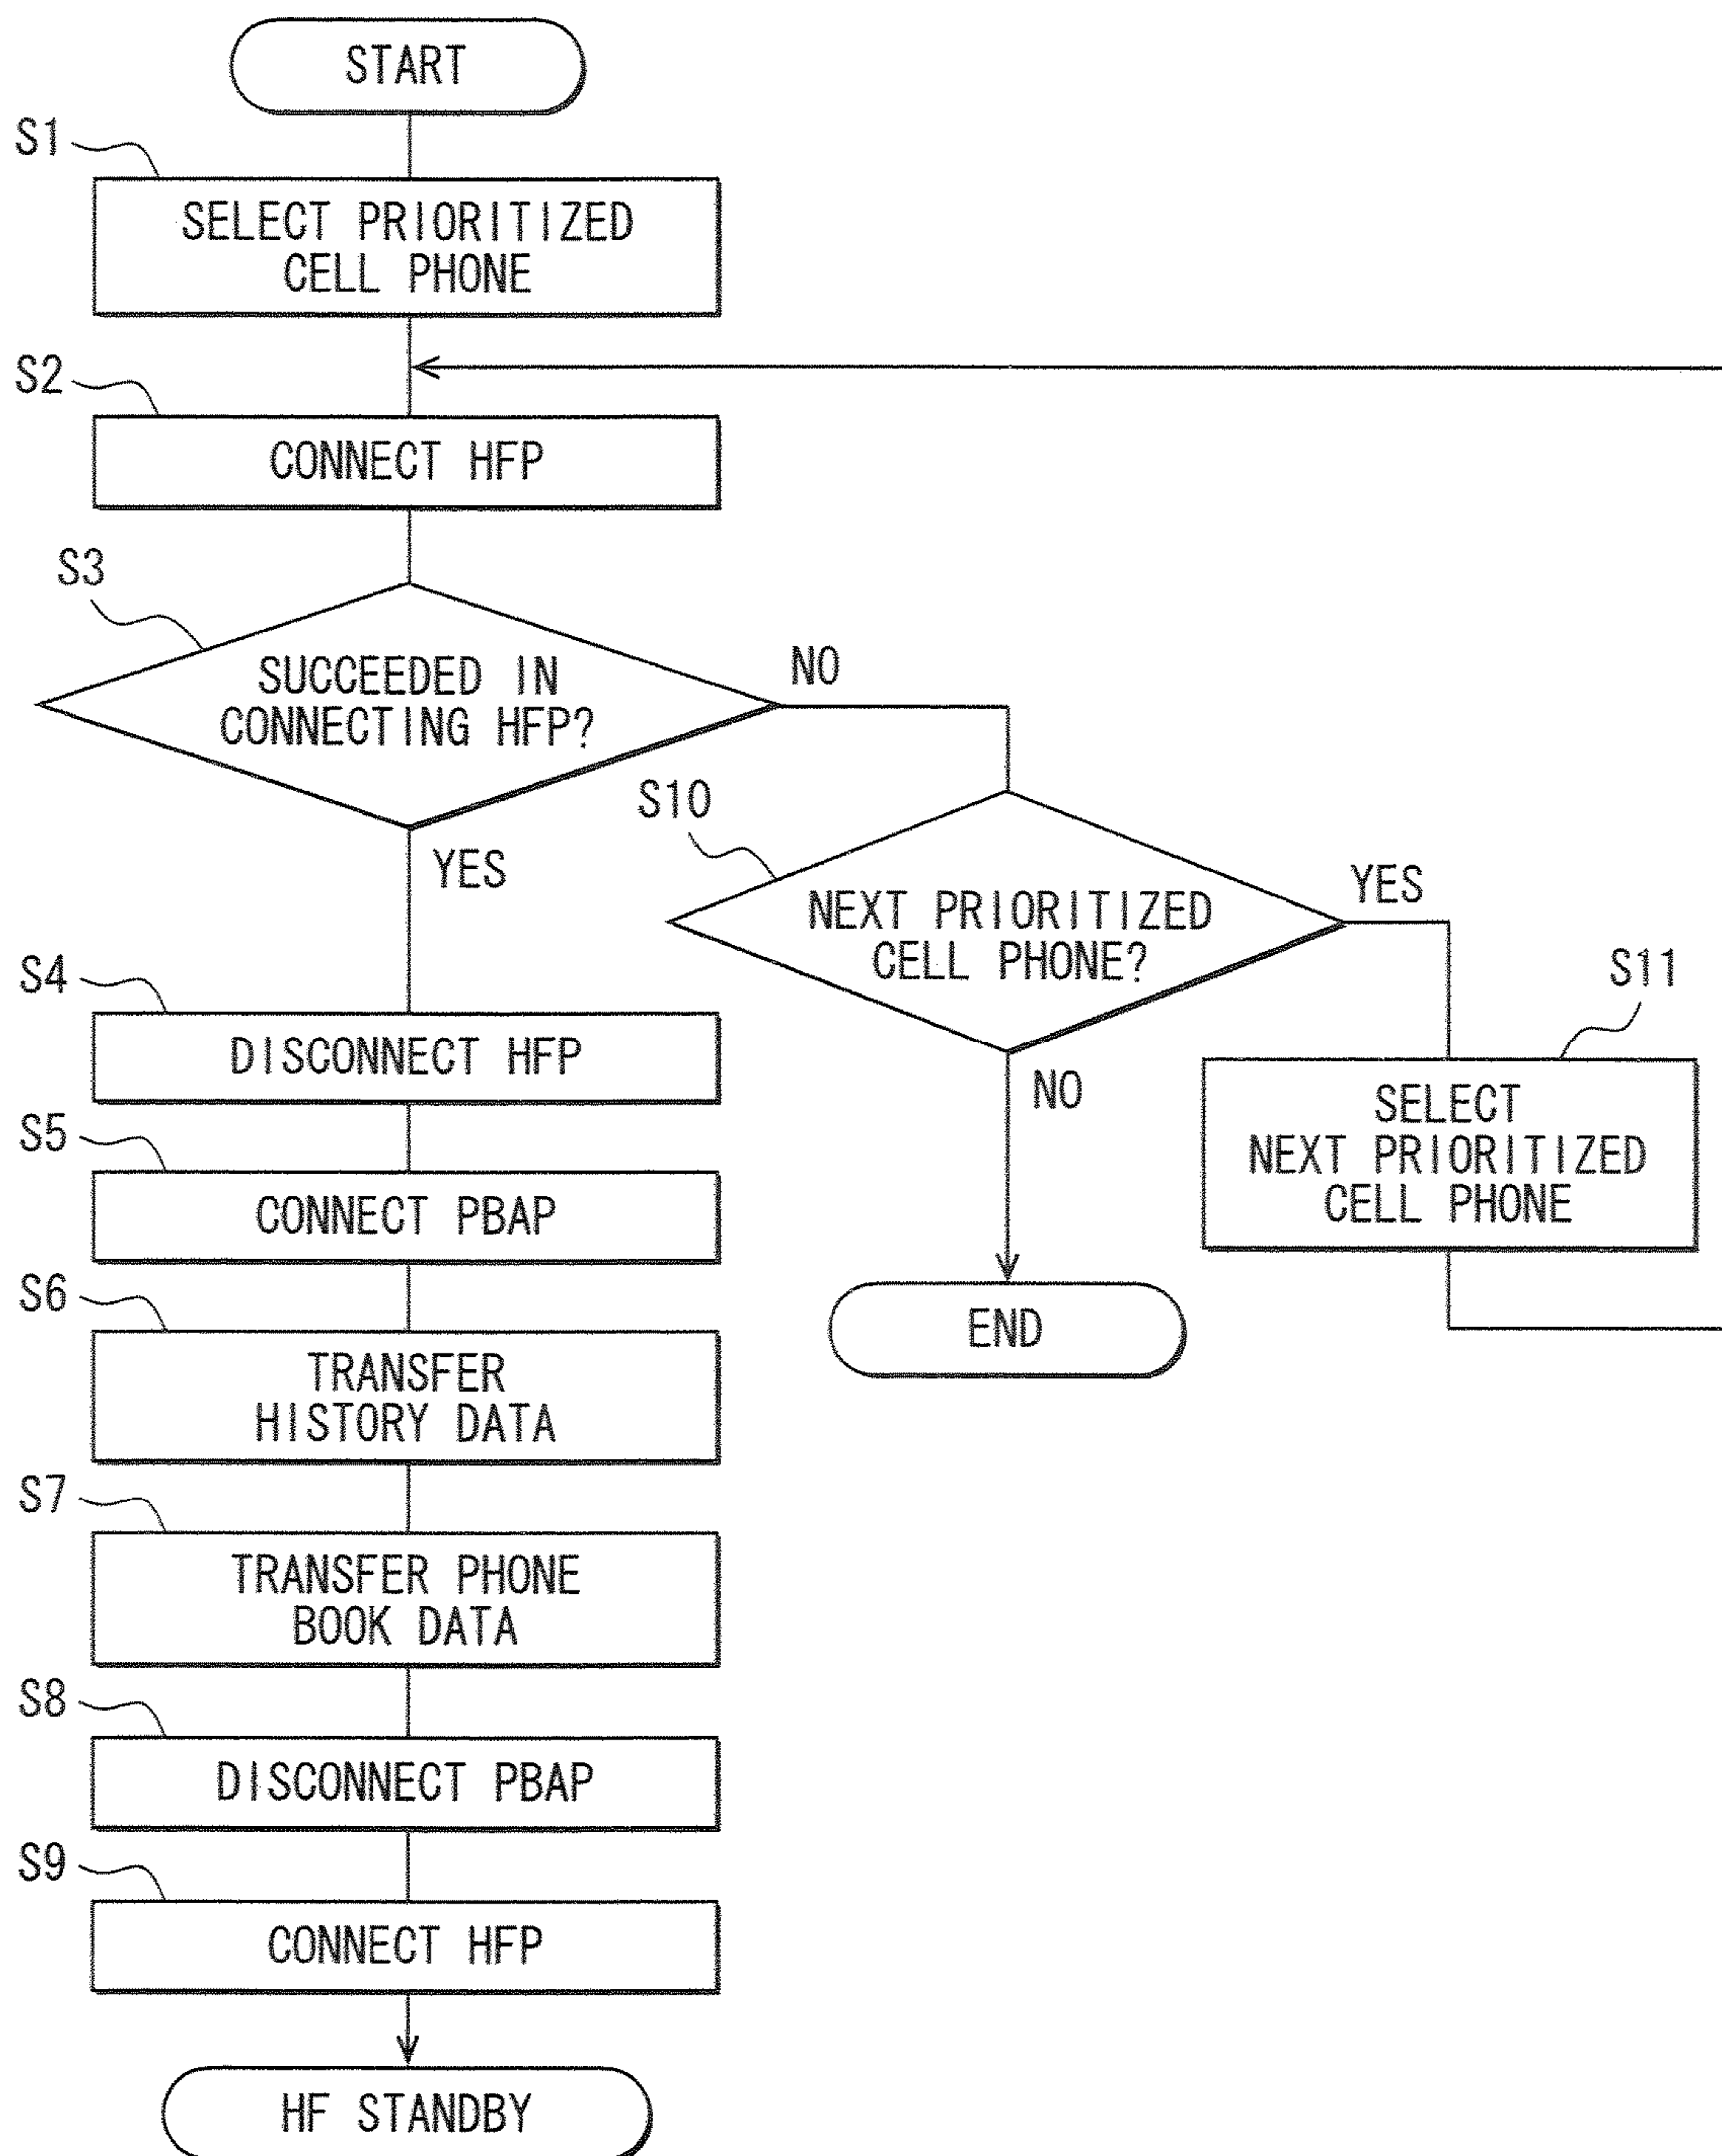 START
S1
SELECT PRIORITIZED
CELL PHONE
S2
CONNECT HFP
S3
SUCCEEDED IN
CONNECTING HFP?
NO
YES
S10
NEXT PRIORITIZED
CELL PHONE?
YES
NO
S11
SELECT
NEXT PRIORITIZED
CELL PHONE
END
S4
DISCONNECT HFP
S5
CONNECT PBAP
S6
TRANSFER
HISTORY DATA
S7
TRANSFER PHONE
BOOK DATA
S8
DISCONNECT PBAP
S9
CONNECT HFP
HF STANDBY